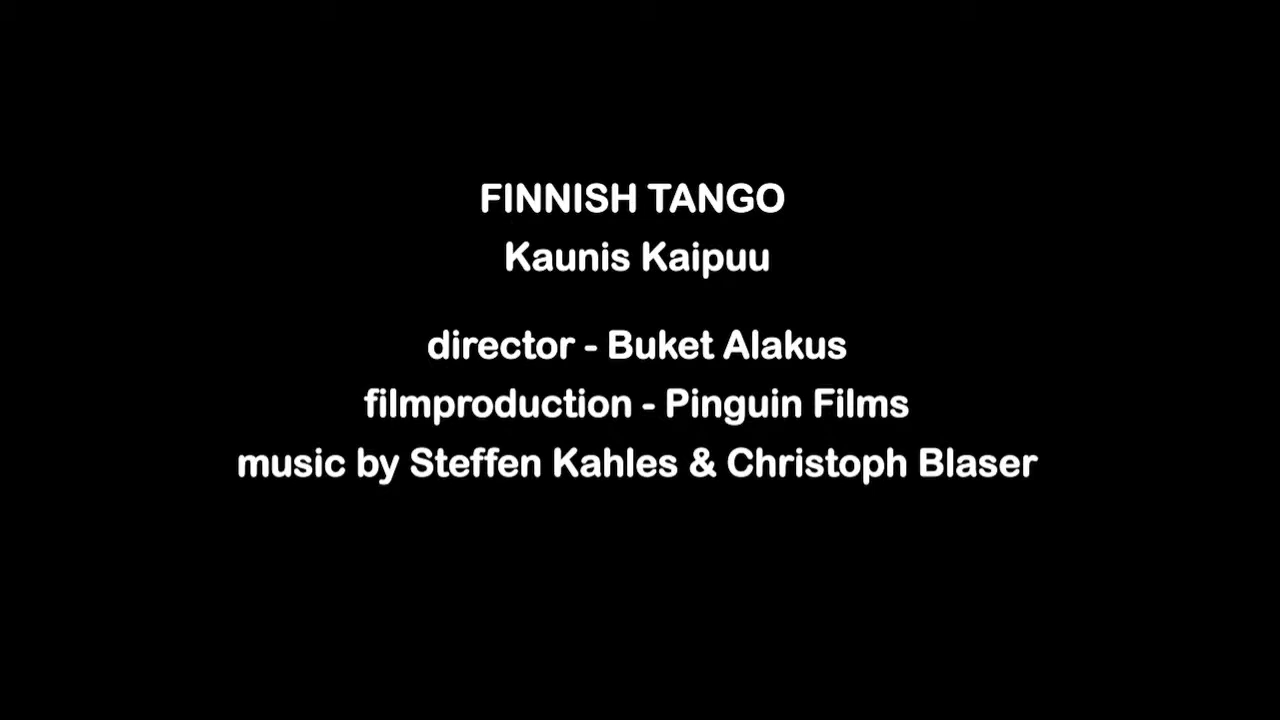 FINNISH TANGO
Kaunis Kaipuu
director - Buket Alakus
filmproduction - Pinguin Films
music by Steffen Kahles & Christoph Blaser